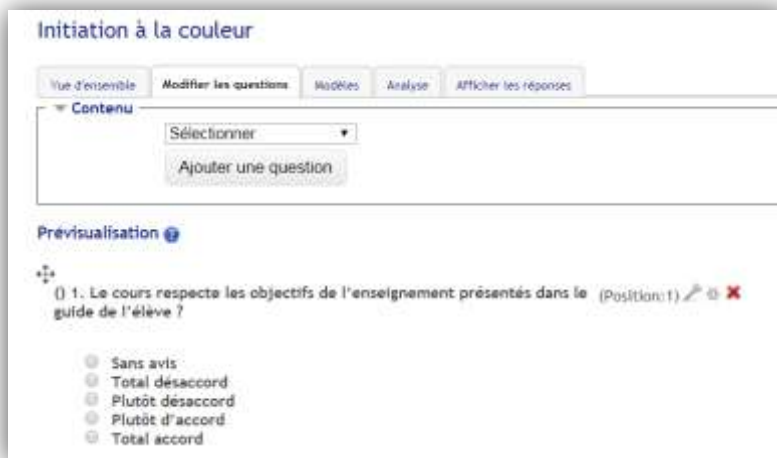 Initiation à la couleur
Vue d'ensemble Modifier les questions Modèles Analyse Afficher les réponses
Contenu
Sélectionner
Ajouter une question
Prévisualisation
() 1. Le cours respecte les objectifs de l'enseignement présentés dans le (Position:1)
guide de l'élève ?
Sans avis
Total désaccord
Plutôt désaccord
Plutôt d'accord
Total accord